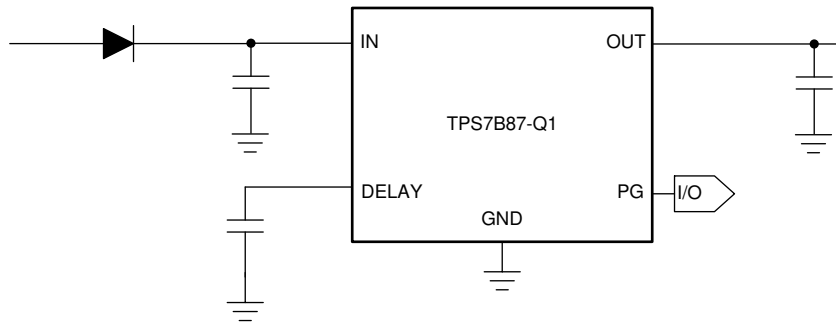 IN
OUT
TPS7B87-Q1
DELAY
PG
I/O
GND